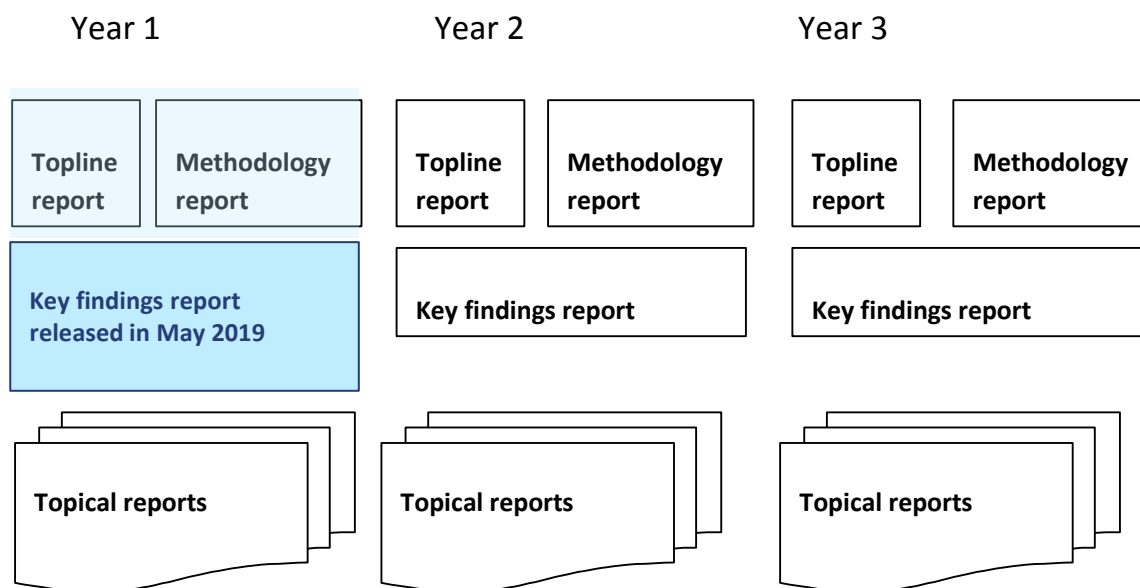 Year 1
Year 2
Year 3
Topline
report
Methodology
report
Topline
report
Methodology
report
Topline
report
Methodology
report
Key findings report
released in May 2019
Key findings report
Key findings report
Topical reports
Topical reports
Topical reports